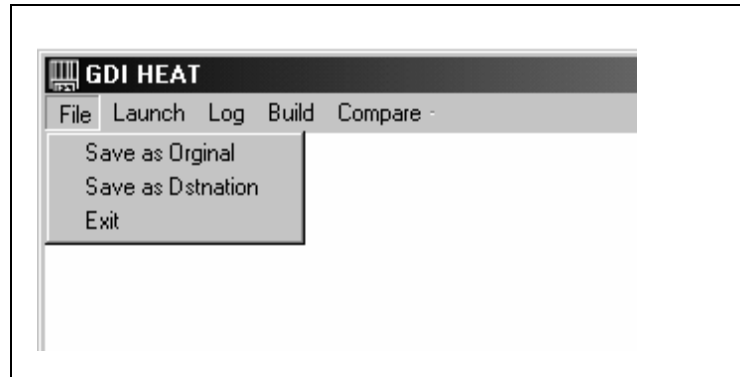 GDI HEAT
File Launch Log Build Compare
Save as Orginal
Save as Dstnation
Exit